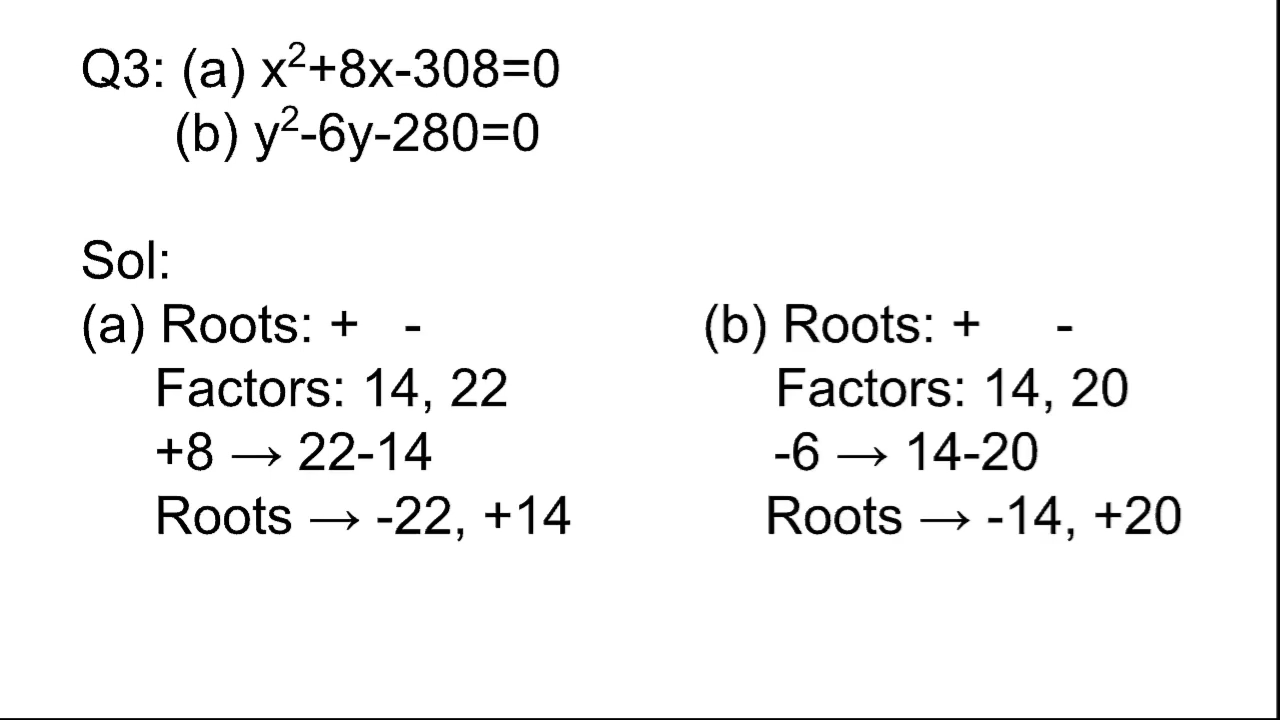 Q3: (a) x²+8x-308=0
(b) y²-6y-280=0
Sol:
(a) Roots: + -
Factors: 14, 22
+8 → 22-14
Roots → -22, +14
(b) Roots: + -
Factors: 14, 20
-6 → 14-20
Roots → -14, +20